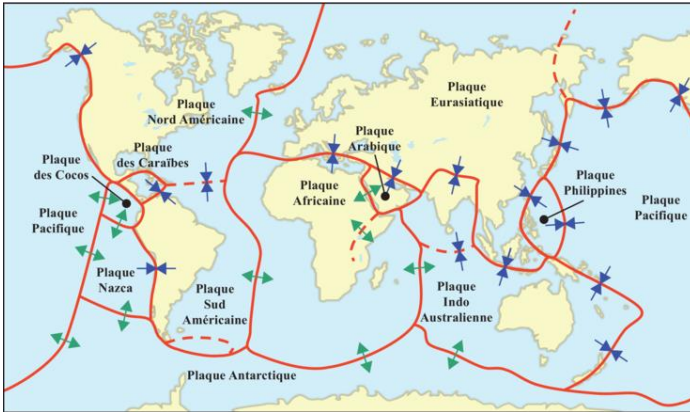 Plaque
Nord Américaine
Plaque
Eurasiatique
Plaque
des Caraïbes
Plaque
Arabique
Plaque
des Cocos
Plaque
Africaine
Plaque
Philippines
Plaque
Pacifique
Plaque
Pacifique
Plaque
Nazca
Plaque
Sud
Américaine
Plaque
Indo
Australienne
Plaque Antarctique